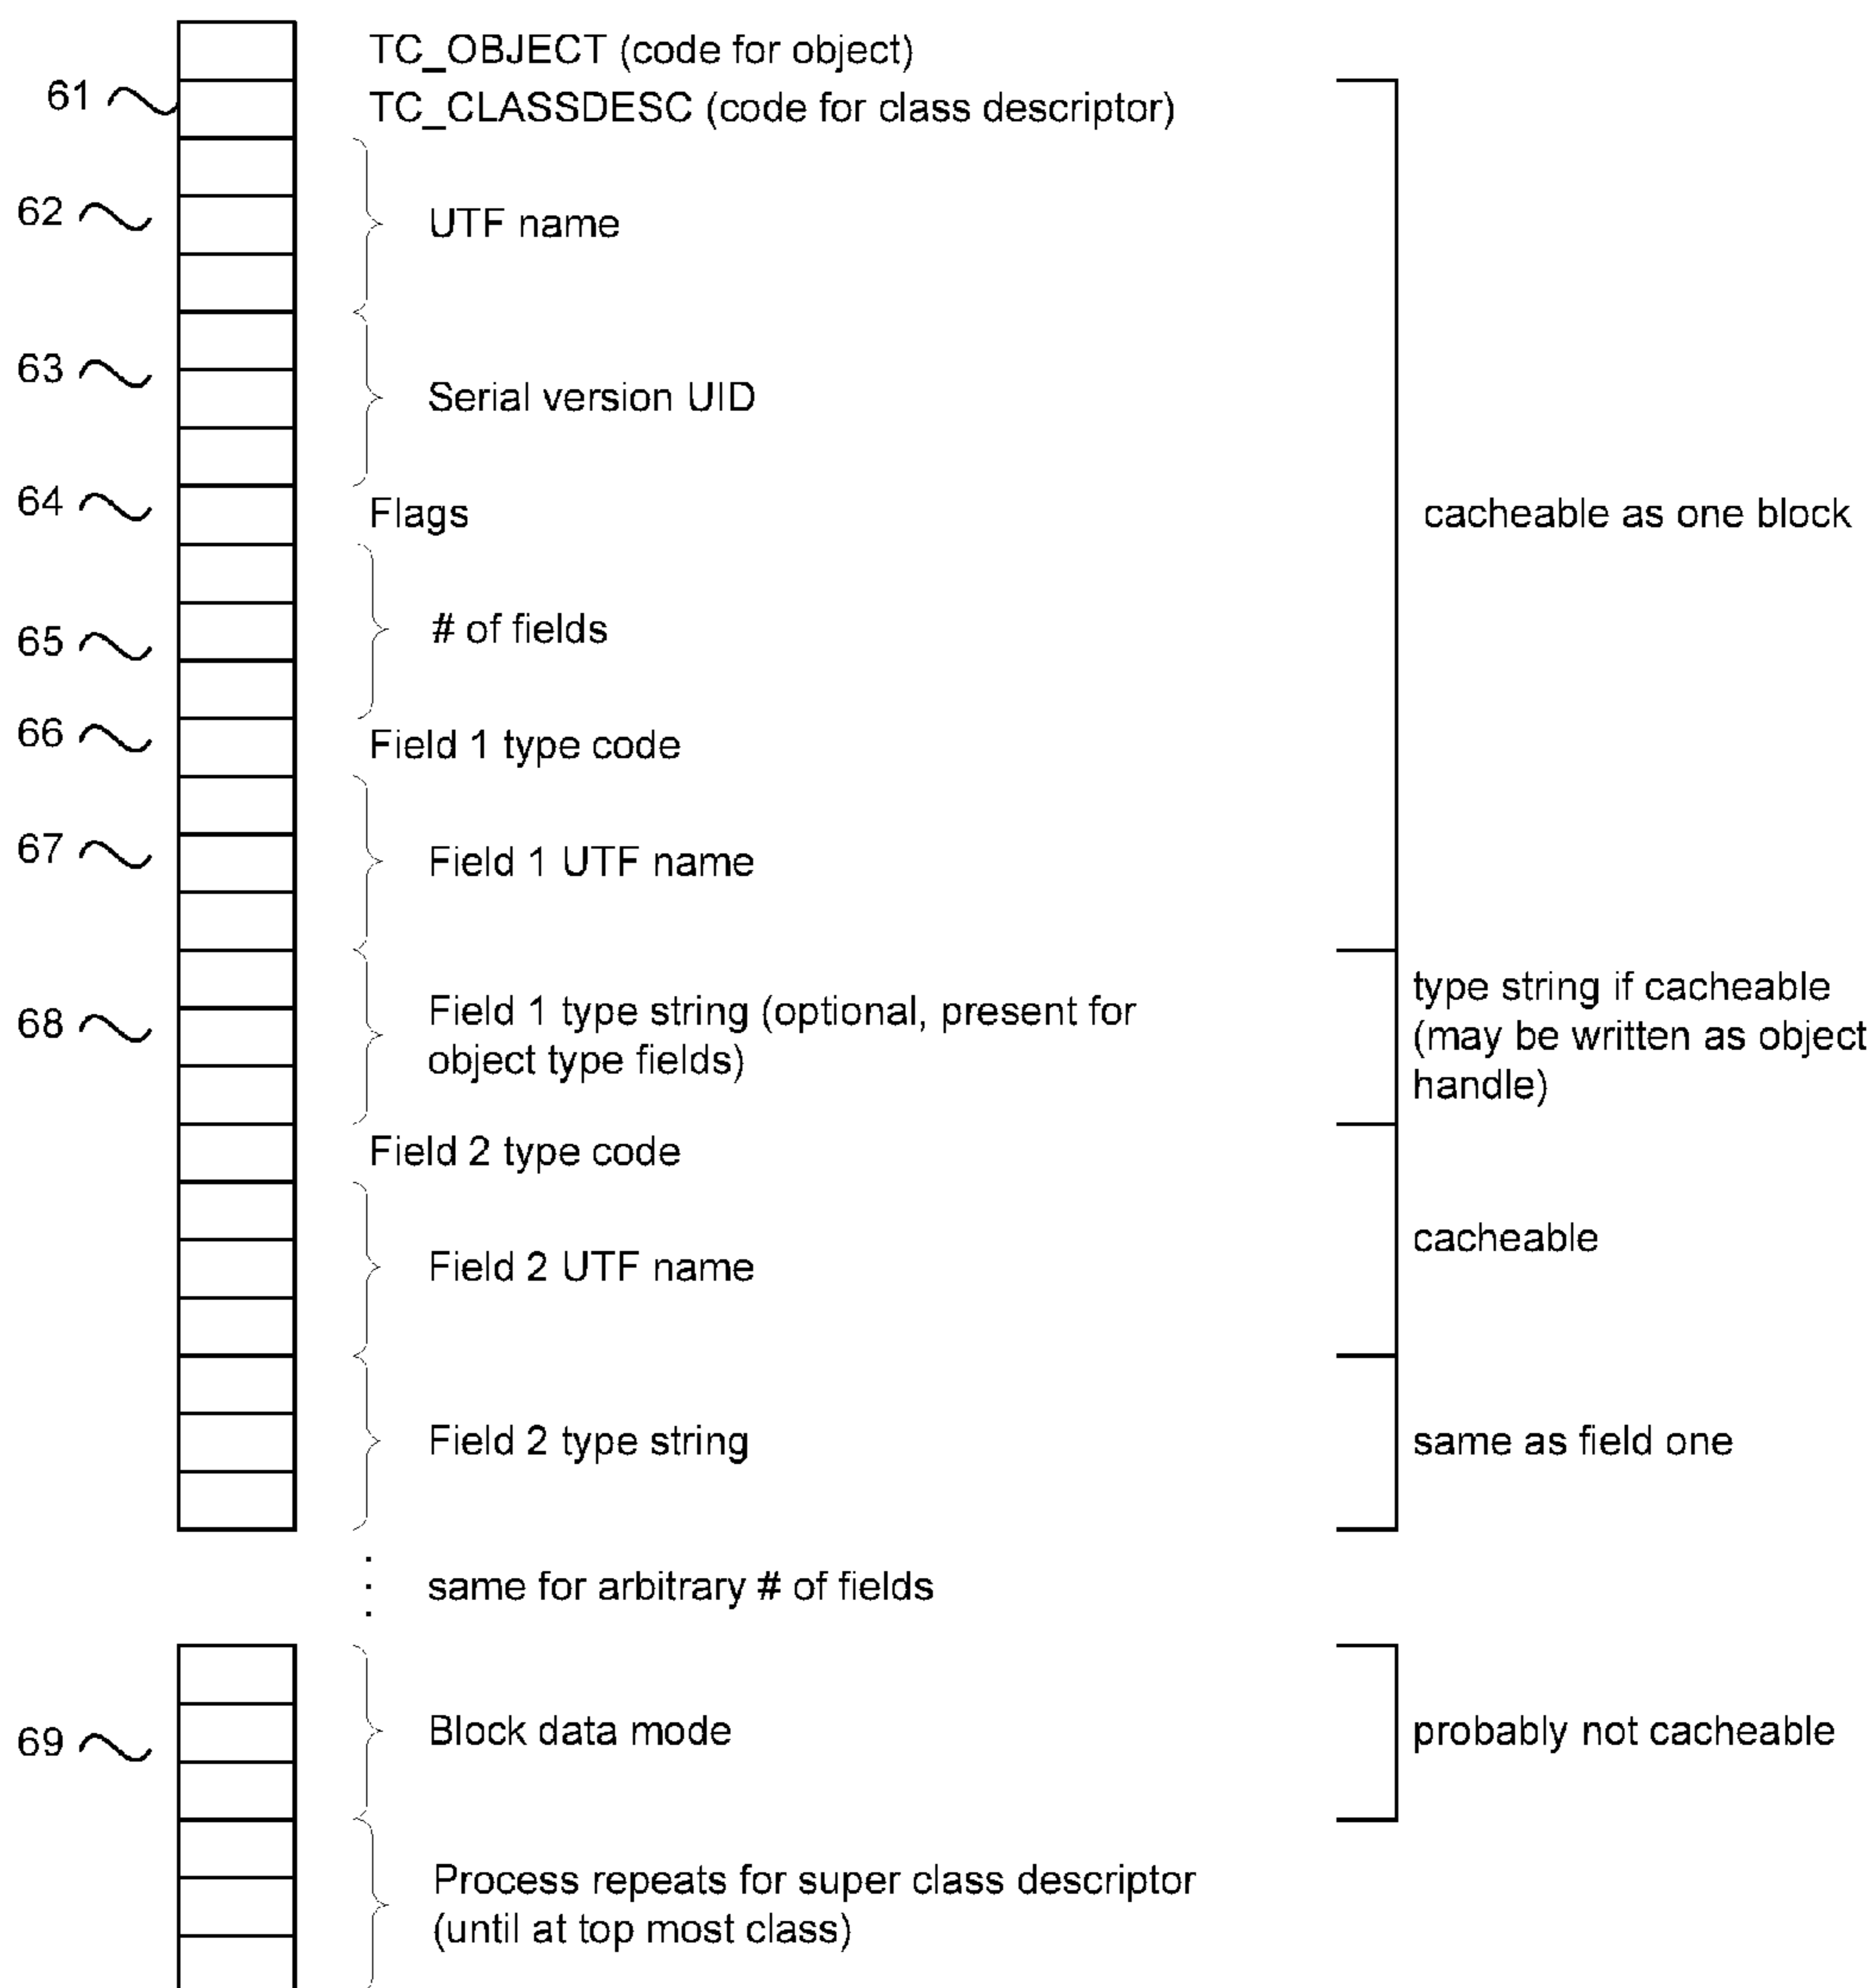 TC_OBJECT (code for object)
61
TC_CLASSDESC (code for class descriptor)
62
UTF name
63
Serial version UID
64
Flags
cacheable as one block
65
# of fields
66
Field 1 type code
67
Field 1 UTF name
68
Field 1 type string (optional, present for
object type fields)
type string if cacheable
(may be written as object
handle)
Field 2 type code
Field 2 UTF name
cacheable
Field 2 type string
same as field one
same for arbitrary # of fields
69
Block data mode
probably not cacheable
Process repeats for super class descriptor
(until at top most class)